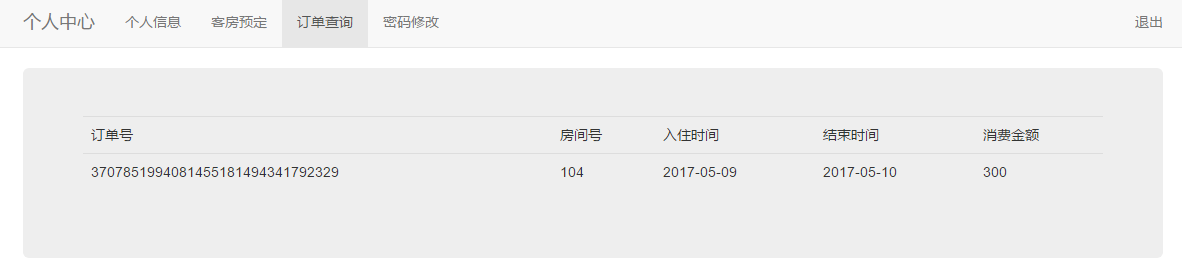 个人中心 个人信息 客房预定 订单查询 密码修改 退出
订单号 房间号 入住时间 结束时间 消费金额
3707851994081455181494341792329 104 2017-05-09 2017-05-10 300